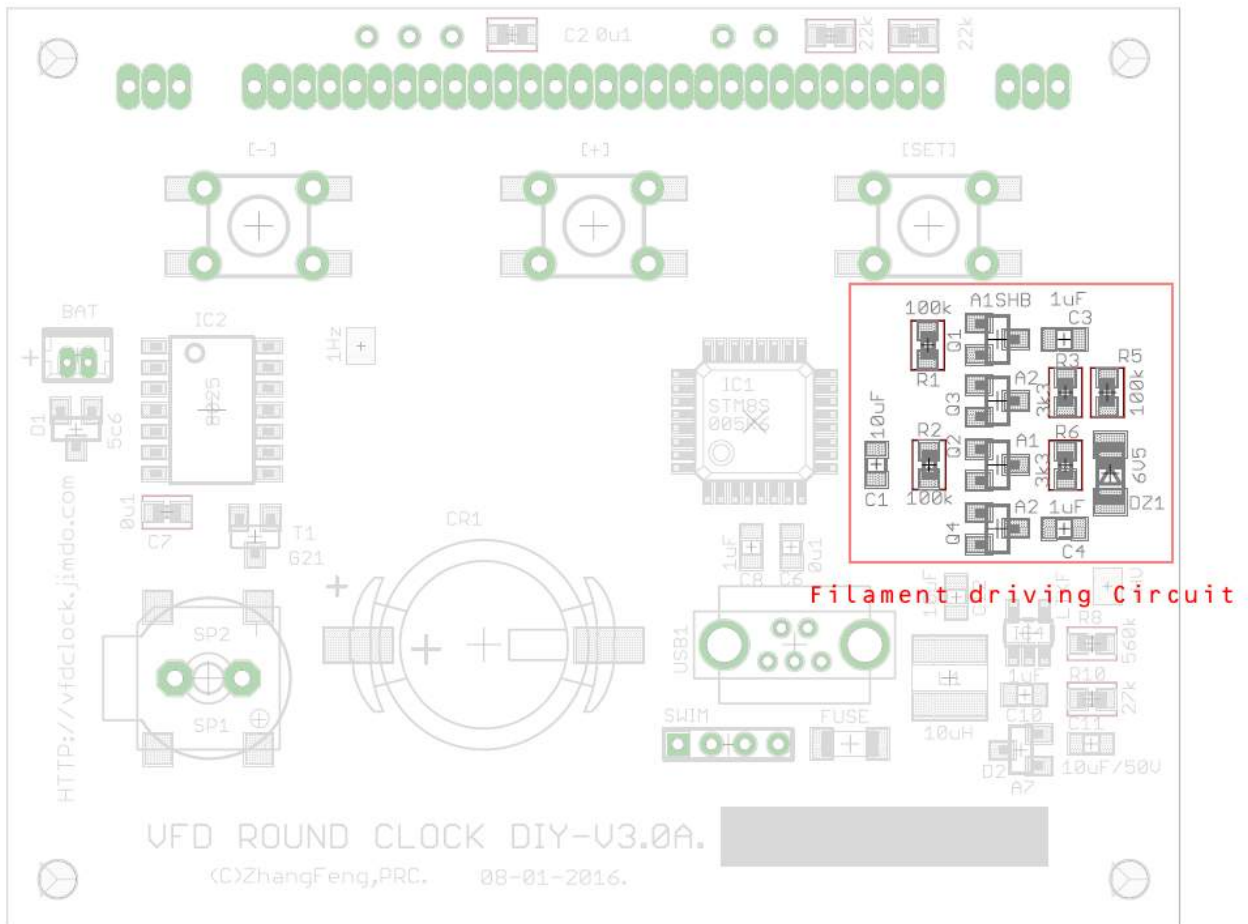 C2 0u1
22k
22k
[-]
[+]
[SET]
BAT
+
D1
5c6
IC2
8025
1Hz
0u1
C7
T1
G21
HTTP://vfdclock.jimdo.com
IC1
STM8S
005K6
100k
R1
A1SHB
Q1
1uF
C3
R3
3k3
R5
100k
A2
Q3
10uF
C1
R2
100k
Q2
A1
R6
3k3
6V5
DZ1
Q4
A2
1uF
C4
Filament driving Circuit
1uF
C8
C6
0u1
CR1
+
+
SP2
SP1
USB1
SWIM
FUSE
L1
10uH
R8
560k
1uF
C10
R10
27k
C11
10uF/50V
D2
A7
VFD ROUND CLOCK DIY-V3.0A.
(C)ZhangFeng,PRC. 08-01-2016.